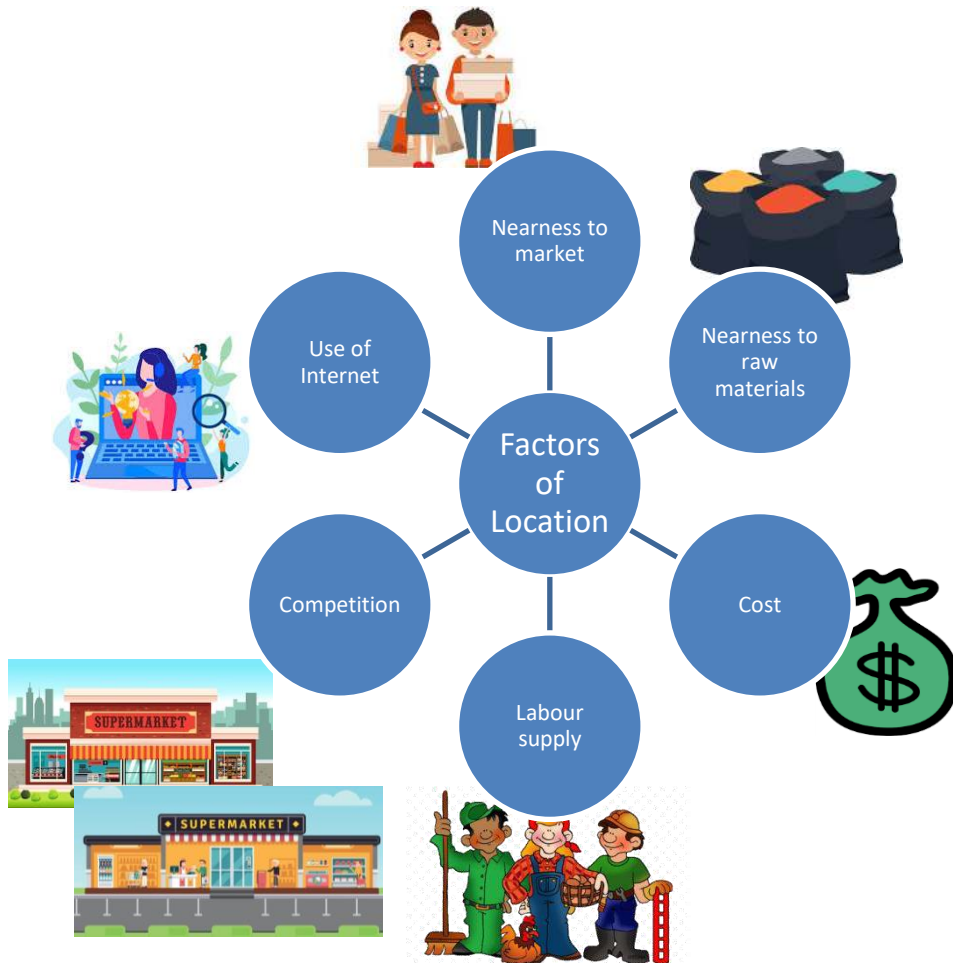 Nearness to
market
Nearness to
raw
materials
Use of
Internet
Factors
of
Location
Competition
Cost
Labour
supply
SUPERMARKET
SUPERMARKET
$